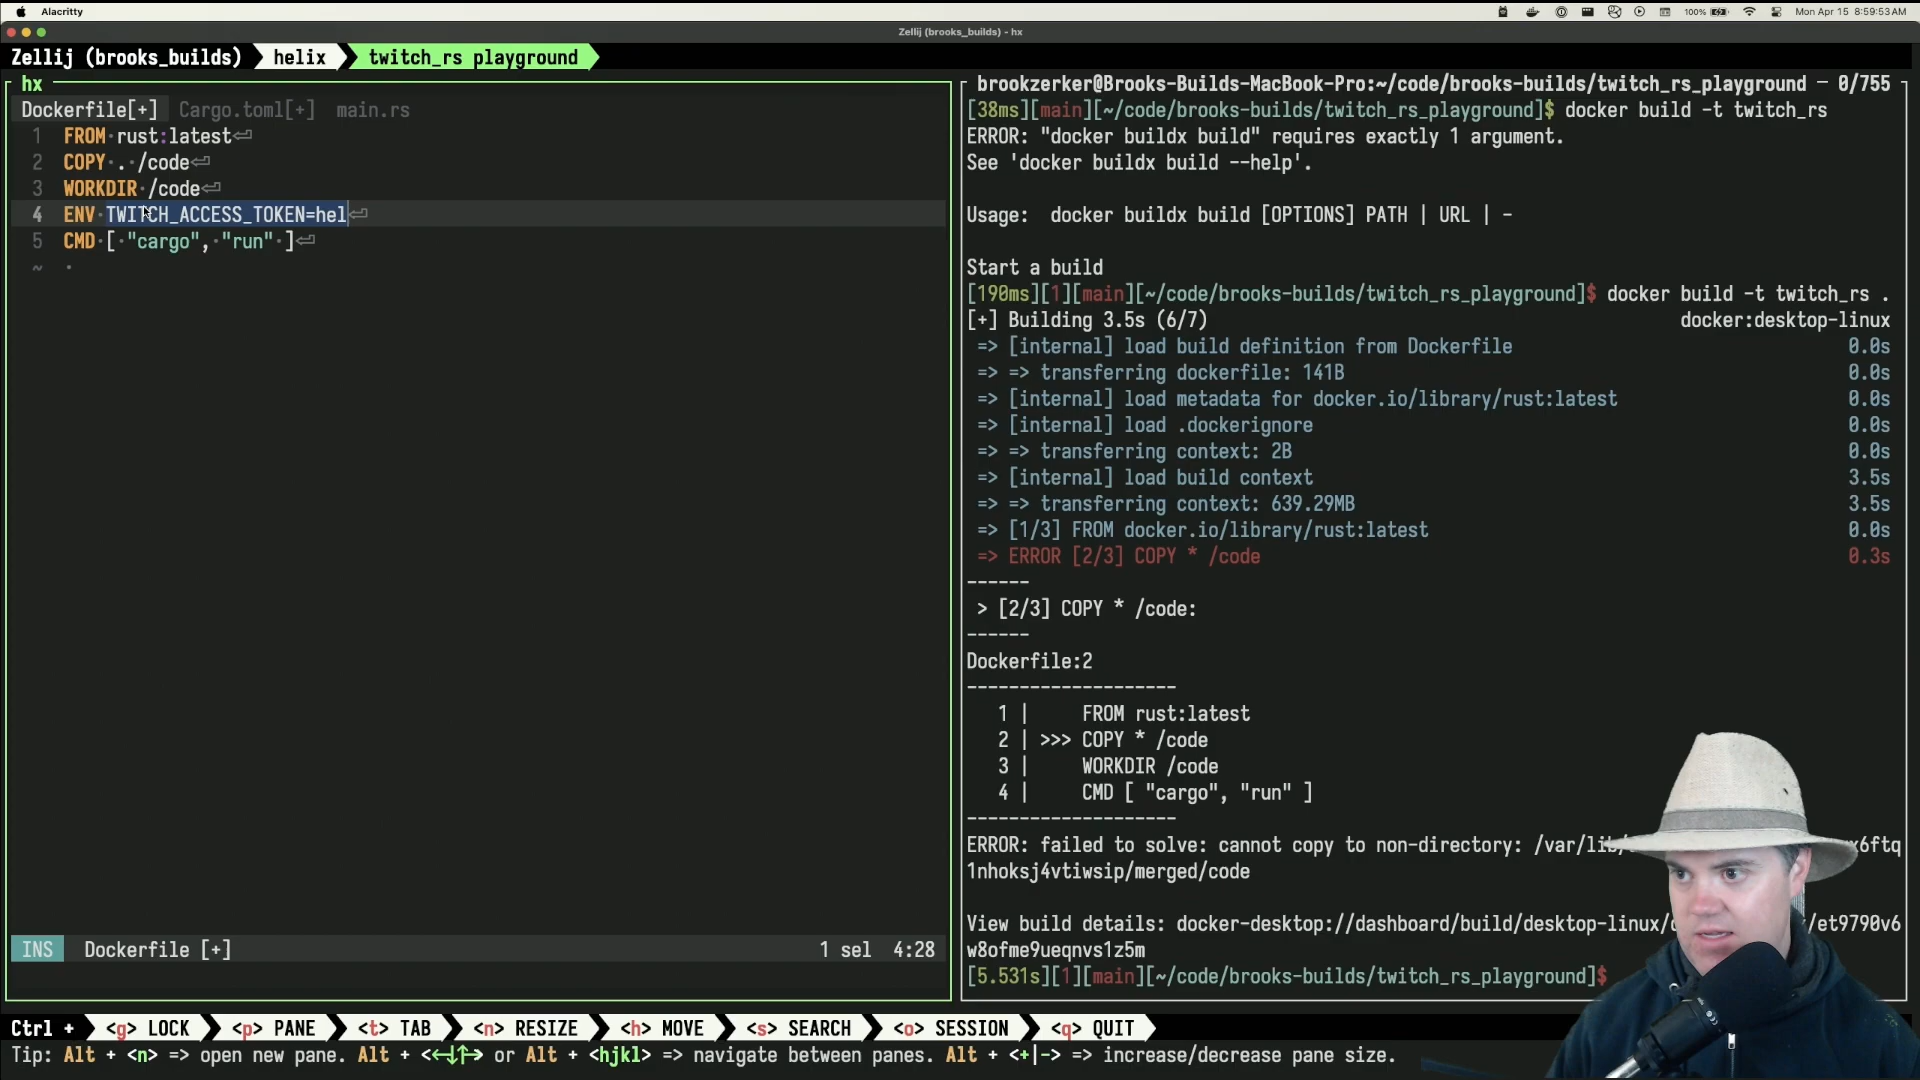 Alacritty
100%
Mon Apr 15 8:59:53 AM
Zellij (brooks_builds) - hx
Zellij (brooks_builds) helix twitch_rs playground
hx
Dockerfile[+] Cargo.toml[+] main.rs
1 FROM rust:latest
2 COPY . /code
3 WORKDIR /code
4 ENV TWITCH_ACCESS_TOKEN=hel
5 CMD [ "cargo", "run" ]
~
INS Dockerfile [+] 1 sel 4:28
brookzerker@Brooks-Builds-MacBook-Pro:~/code/brooks-builds/twitch_rs_playground — 0/755
[38ms][main][~/code/brooks-builds/twitch_rs_playground]$ docker build -t twitch_rs
ERROR: "docker buildx build" requires exactly 1 argument.
See 'docker buildx build --help'.
Usage: docker buildx build [OPTIONS] PATH | URL | -
Start a build
[190ms][1][main][~/code/brooks-builds/twitch_rs_playground]$ docker build -t twitch_rs .
[+] Building 3.5s (6/7) docker:desktop-linux
=> [internal] load build definition from Dockerfile 0.0s
=> => transferring dockerfile: 141B 0.0s
=> [internal] load metadata for docker.io/library/rust:latest 0.0s
=> [internal] load .dockerignore 0.0s
=> => transferring context: 2B 0.0s
=> [internal] load build context 3.5s
=> => transferring context: 639.29MB 3.5s
=> [1/3] FROM docker.io/library/rust:latest 0.0s
=> ERROR [2/3] COPY * /code 0.3s
------
> [2/3] COPY * /code:
------
Dockerfile:2
--------------------
1 | FROM rust:latest
2 | >>> COPY * /code
3 | WORKDIR /code
4 | CMD [ "cargo", "run" ]
--------------------
ERROR: failed to solve: cannot copy to non-directory: /var/lib/
1nhoksj4vtiwsip/merged/code
View build details: docker-desktop://dashboard/build/desktop-linux/ /et9790v6
w8ofme9ueqnvs1z5m
[5.531s][1][main][~/code/brooks-builds/twitch_rs_playground]$
Ctrl + <g> LOCK <p> PANE <t> TAB <n> RESIZE <h> MOVE <s> SEARCH <o> SESSION <q> QUIT
Tip: Alt + <n> => open new pane. Alt + <←↓↑→> or Alt + <hjkl> => navigate between panes. Alt + <+|-> => increase/decrease pane size.